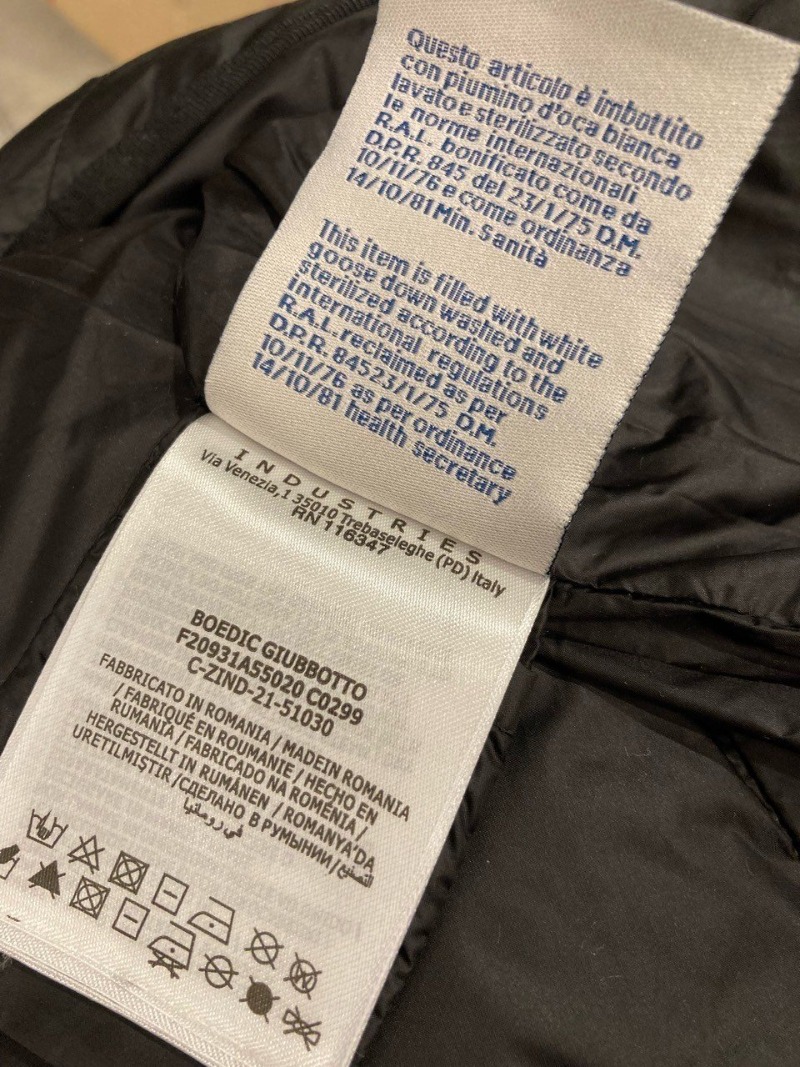 Questo articolo è imbottito
con piumino d'oca bianca
lavato e sterilizzato secondo
le norme internazionali
R.A.L. bonificato come da
D.P.R. 845 del 23/1/75 D.M.
10/11/76 e come ordinanza
14/10/81 Min. Sanità
This item is filled with white
goose down washed and
sterilized according to the
international regulations
R.A.L. reclaimed as per
D.P.R. 84523/1/75 D.M.
10/11/76 as per ordinance
14/10/81 health secretary
INDUSTRIES
Via Venezia,1 35010 Trebaseleghe (PD) Italy
RN 116347
BOEDIC GIUBBOTTO
F20931A55020 C0299
C-ZIND-21-51030
FABBRICATO IN ROMANIA / MADEIN ROMANIA
/ FABRIQUÉ EN ROUMANIE / HECHO EN
RUMANIA / FABRICADO NA ROMÉNIA /
HERGESTELLT IN RUMÄNEN / ROMANYA'DA
URETILMIŞTIR /СДЕЛАНО В РУМЫНИИ/التصنيع
في رومانيا